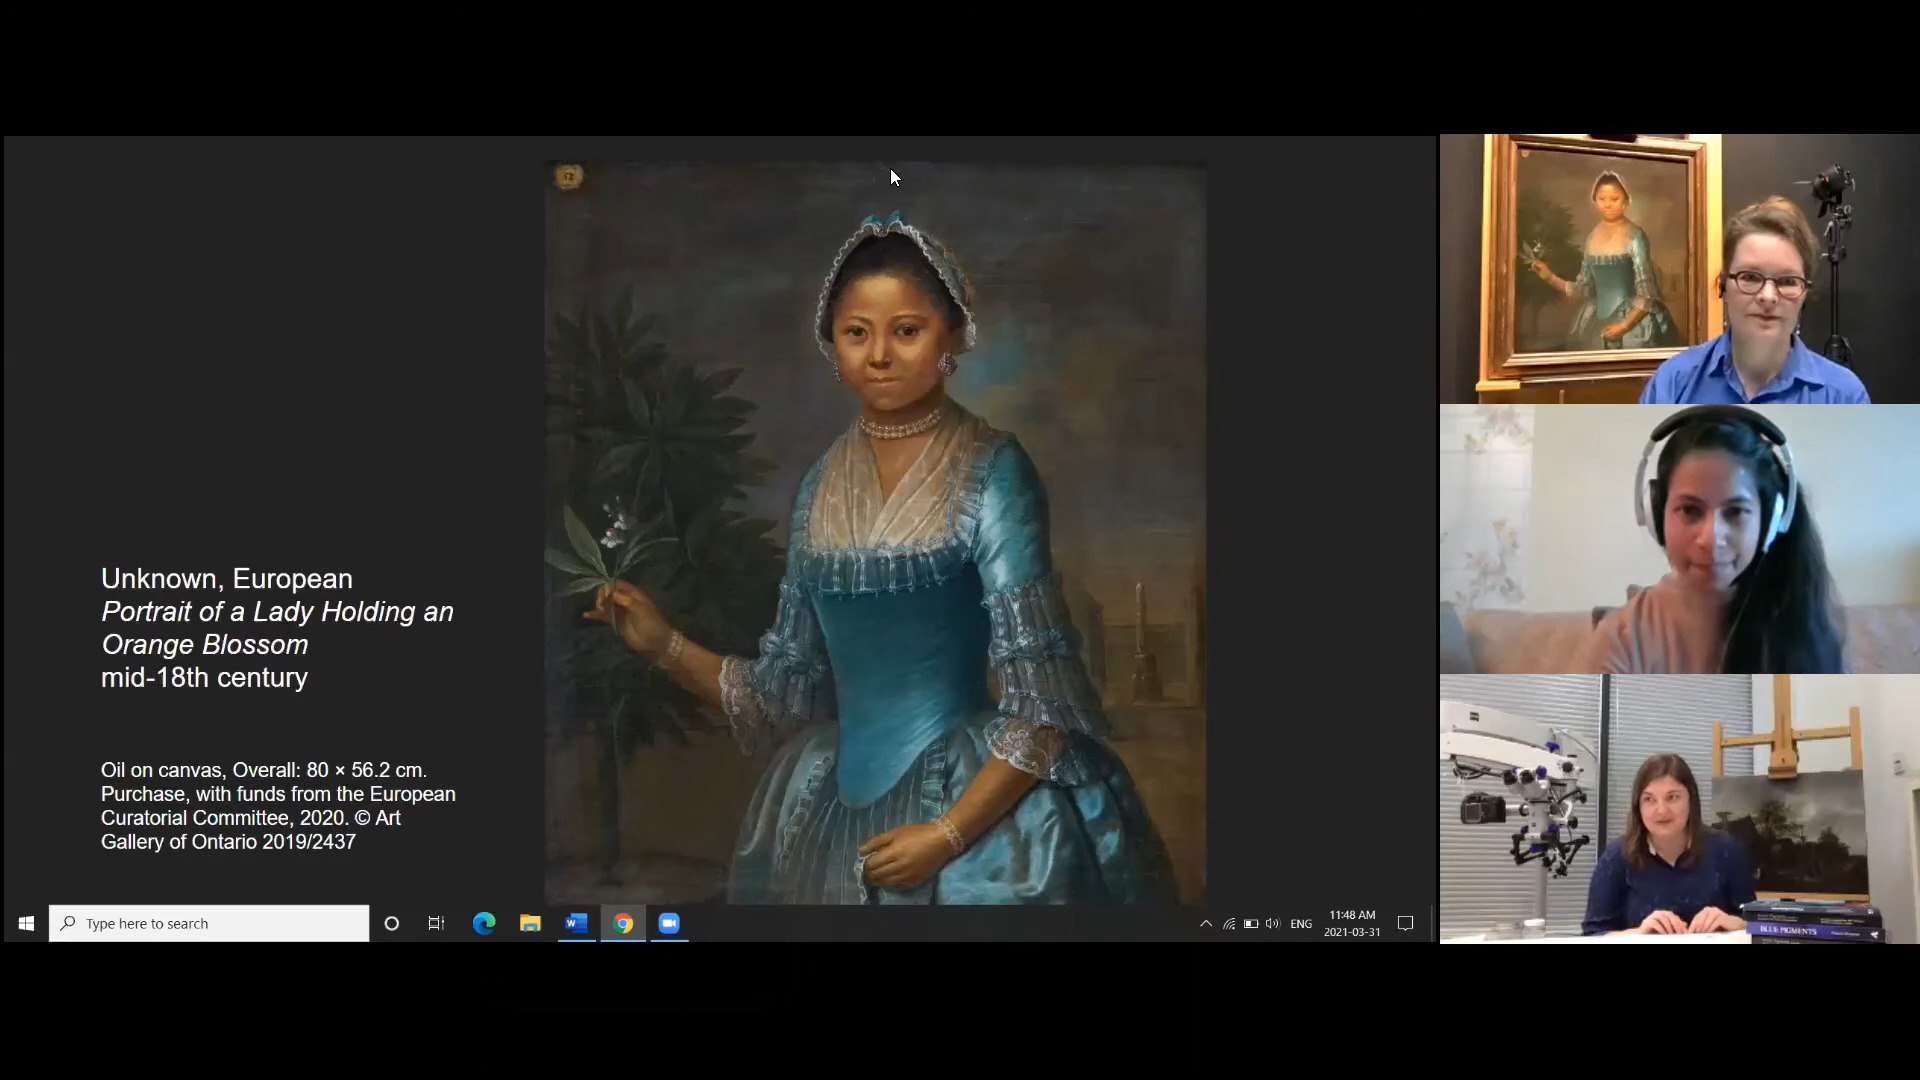 Unknown, European
Portrait of a Lady Holding an
Orange Blossom
mid-18th century
Oil on canvas, Overall: 80 × 56.2 cm.
Purchase, with funds from the European
Curatorial Committee, 2020. © Art
Gallery of Ontario 2019/2437
Type here to search
ENG
11:48 AM
2021-03-31
BLUE PIGMENTS